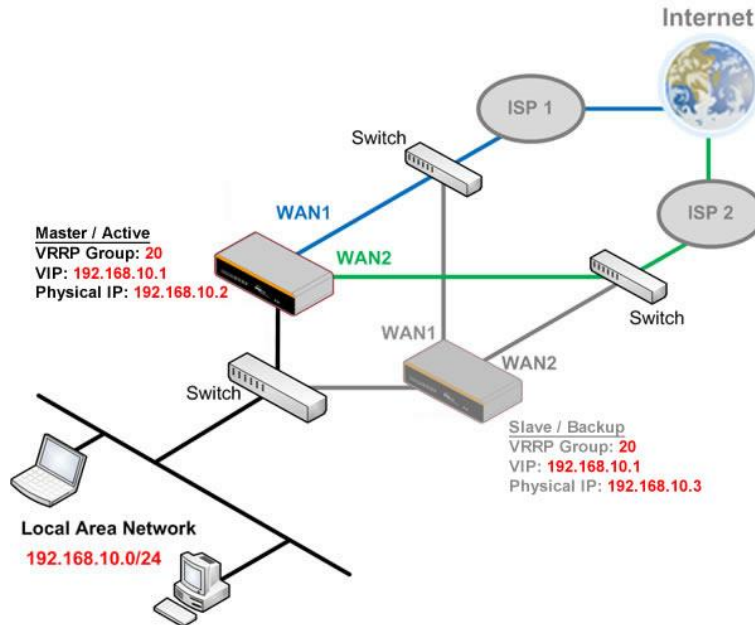 Internet
ISP 1
Switch
WAN1
ISP 2
Master / Active
VRRP Group: 20
VIP: 192.168.10.1
Physical IP: 192.168.10.2
WAN2
Switch
WAN1
WAN2
Switch
Slave / Backup
VRRP Group: 20
VIP: 192.168.10.1
Physical IP: 192.168.10.3
Local Area Network
192.168.10.0/24